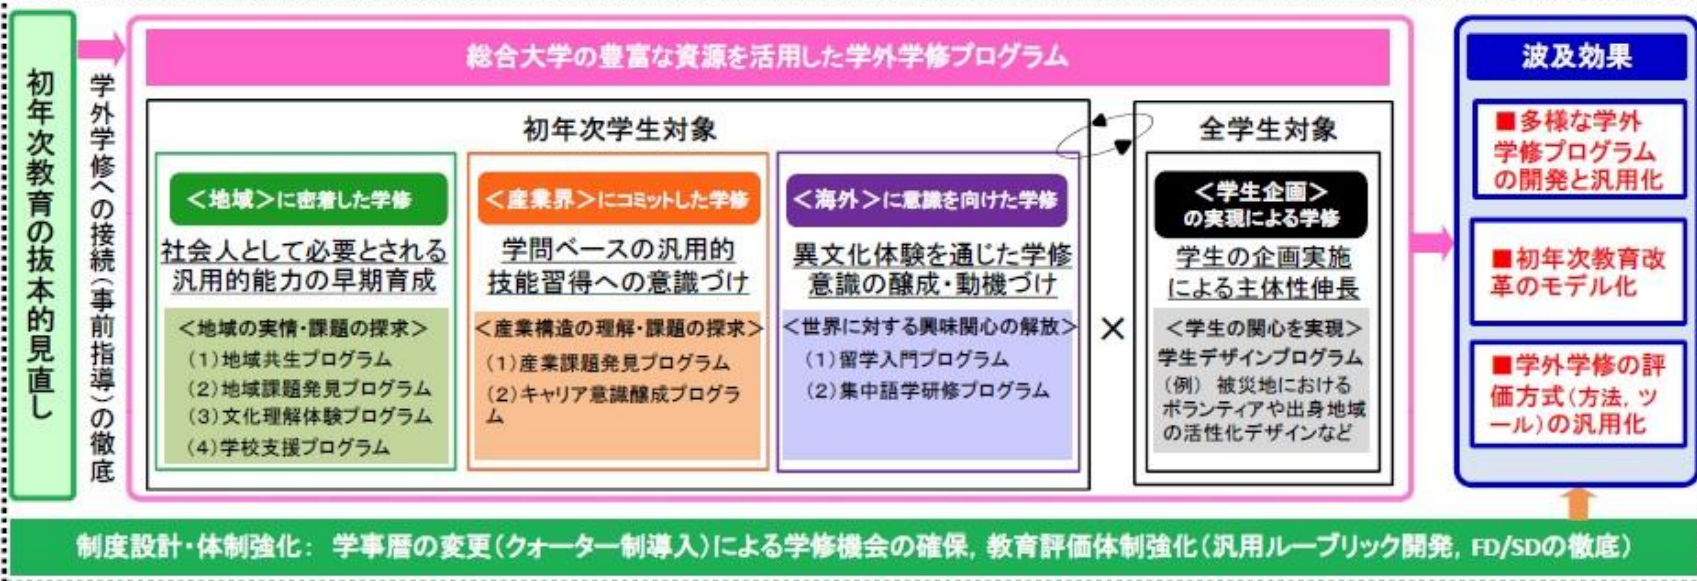 初年次教育の抜本的見直し
学外学修への接続(事前指導)の徹底
総合大学の豊富な資源を活用した学外学修プログラム
初年次学生対象
<地域>に密着した学修
社会人として必要とされる
汎用的能力の早期育成
<地域の実情・課題の探求>
(1)地域共生プログラム
(2)地域課題発見プログラム
(3)文化理解体験プログラム
(4)学校支援プログラム
<産業界>にコミットした学修
学問ベースの汎用的
技能習得への意識づけ
<産業構造の理解・課題の探求>
(1)産業課題発見プログラム
(2)キャリア意識醸成プログラ
ム
<海外>に意識を向けた学修
異文化体験を通じた学修
意識の醸成・動機づけ
<世界に対する興味関心の解放>
(1)留学入門プログラム
(2)集中語学研修プログラム
×
全学生対象
<学生企画>
の実現による学修
学生の企画実施
による主体性伸長
<学生の関心を実現>
学生デザインプログラム
(例) 被災地における
ボランティアや出身地域
の活性化デザインなど
波及効果
■多様な学外
学修プログラム
の開発と汎用化
■初年次教育改
革のモデル化
■学外学修の評
価方式(方法,ツ
ール)の汎用化
制度設計・体制強化: 学事暦の変更(クォーター制導入)による学修機会の確保,教育評価体制強化(汎用ルーブリック開発,FD/SDの徹底)